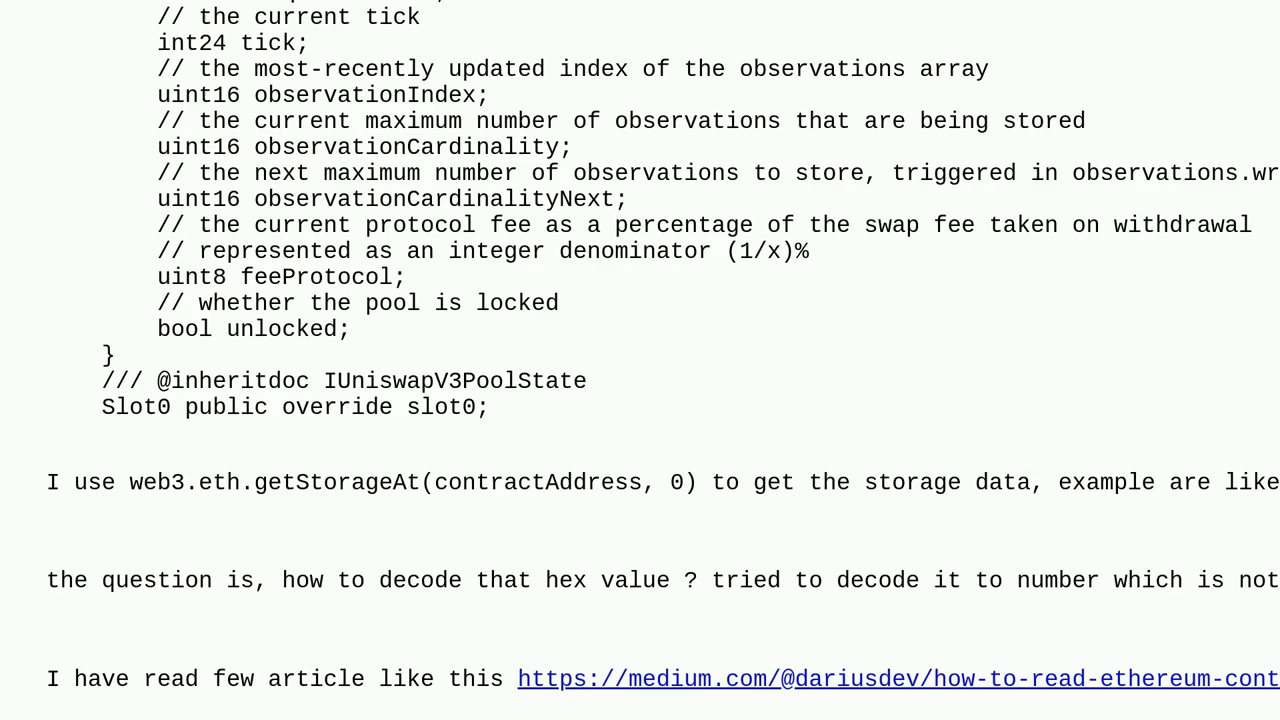 // the current tick
int24 tick;
// the most-recently updated index of the observations array
uint16 observationIndex;
// the current maximum number of observations that are being stored
uint16 observationCardinality;
// the next maximum number of observations to store, triggered in observations.wr
uint16 observationCardinalityNext;
// the current protocol fee as a percentage of the swap fee taken on withdrawal
// represented as an integer denominator (1/x)%
uint8 feeProtocol;
// whether the pool is locked
bool unlocked;
}
/// @inheritdoc IUniswapV3PoolState
Slot0 public override slot0;
I use web3.eth.getStorageAt(contractAddress, 0) to get the storage data, example are like
the question is, how to decode that hex value ? tried to decode it to number which is not
I have read few article like this https://medium.com/@dariusdev/how-to-read-ethereum-cont